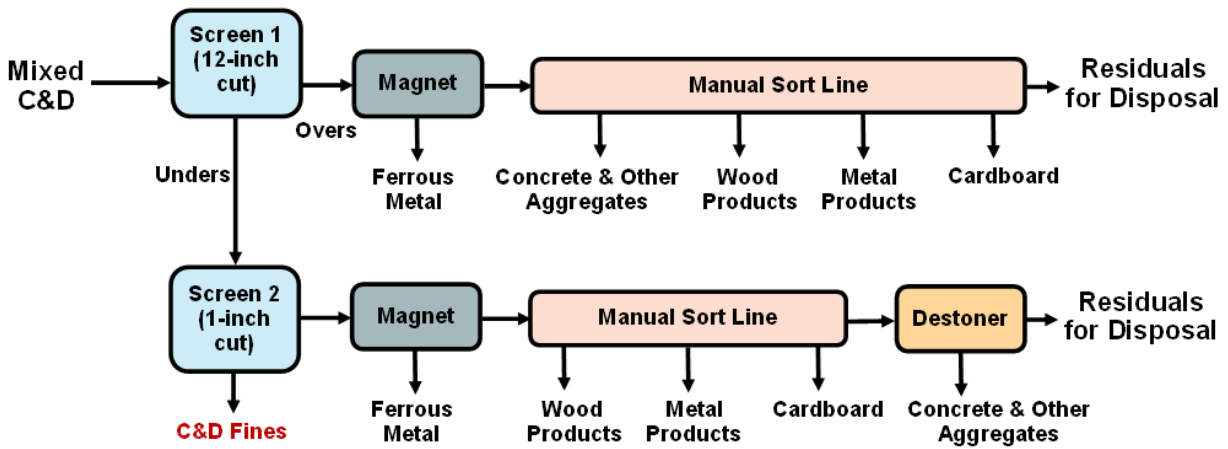 Mixed
C&D
Screen 1
(12-inch
cut)
Overs
Unders
Magnet
Ferrous
Metal
Manual Sort Line
Concrete & Other
Aggregates
Wood
Products
Metal
Products
Cardboard
Residuals
for Disposal
Screen 2
(1-inch
cut)
C&D Fines
Magnet
Ferrous
Metal
Manual Sort Line
Wood
Products
Metal
Products
Cardboard
Destoner
Concrete & Other
Aggregates
Residuals
for Disposal